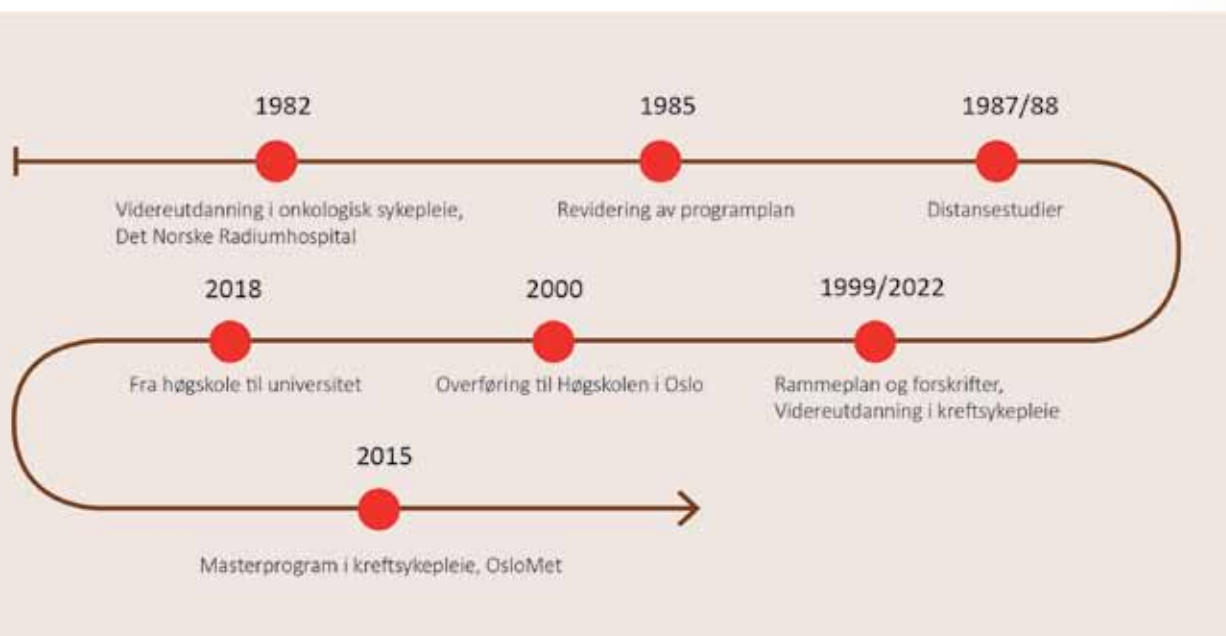 1982
Videreutdanning i onkologisk sykepleie,
Det Norske Radiumhospital
1985
Revidering av programplan
1987/88
Distansestudier
1999/2022
Rammeplan og forskrifter,
Videreutdanning i kreftsykepleie
2000
Overføring til Høgskolen i Oslo
2018
Fra høgskole til universitet
2015
Masterprogram i kreftsykepleie, OsloMet